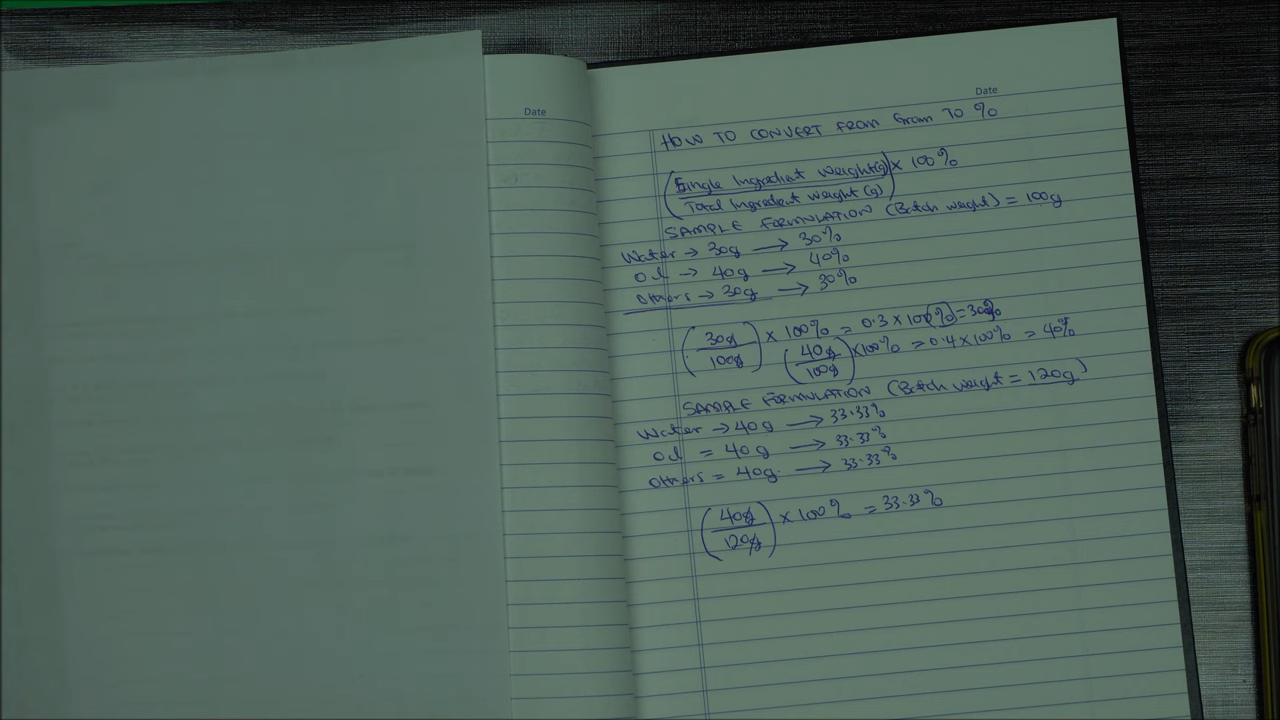 Date
Date
HOW TO CONVERT FROM Gram TO %
(Single Ingredient Weight(g) / Total Ingredient weight (g)) × 100%
SAMPLE FORMULATION (Batch weight) = 100g
Water → 30g → 30%
Oil → 40g → 40%
Others → 30g → 30%
(30g / 100g) × 100% = 0.3 × 100% = 30%
(40g / 100g) × 100% = 0.4 × 100% = 40%
SAMPLE FORMULATION (Batch weight = 120g)
Water → 40g → 33.33%
Oil = 40g → 33.33%
Others = 40g → 33.33%
(40g / 120g) × 100% = 33.33%